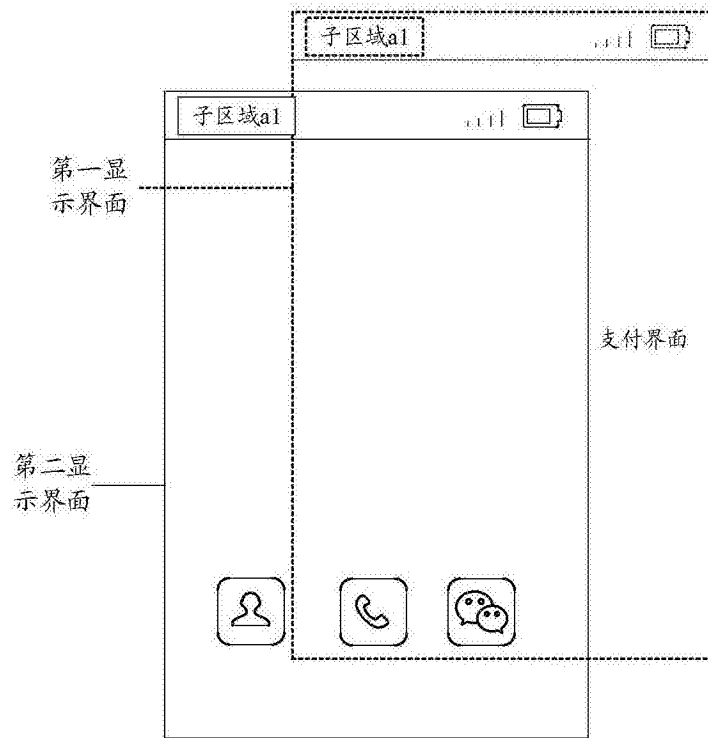 子区域a1
子区域a1
第一显
示界面
支付界面
第二显
示界面